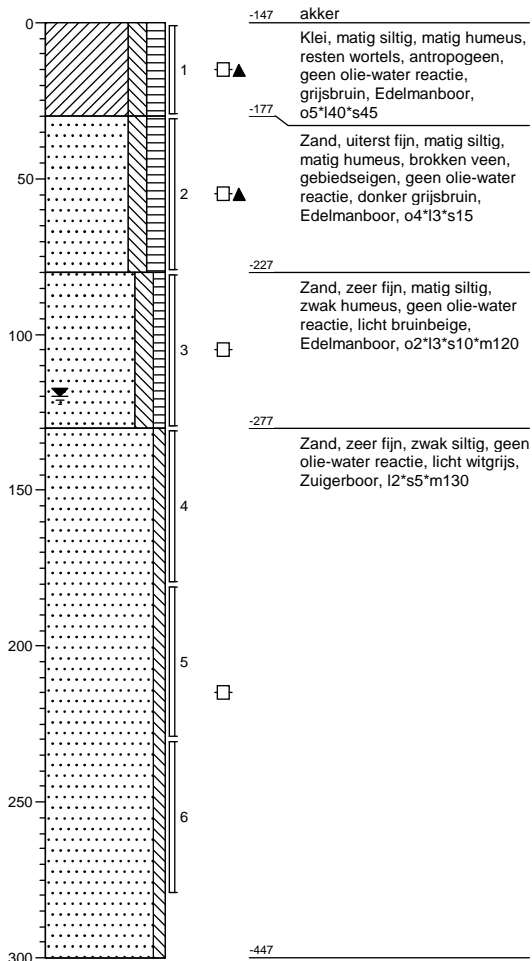 0
50
100
150
200
250
300
1
2
3
4
5
6
-147 akker
Klei, matig siltig, matig humeus,
resten wortels, antropogeen,
geen olie-water reactie,
grijsbruin, Edelmanboor,
o5*l40*s45
-177
Zand, uiterst fijn, matig siltig,
matig humeus, brokken veen,
gebiedseigen, geen olie-water
reactie, donker grijsbruin,
Edelmanboor, o4*l3*s15
-227
Zand, zeer fijn, matig siltig,
zwak humeus, geen olie-water
reactie, licht bruinbeige,
Edelmanboor, o2*l3*s10*m120
-277
Zand, zeer fijn, zwak siltig, geen
olie-water reactie, licht witgrijs,
Zuigerboor, l2*s5*m130
-447